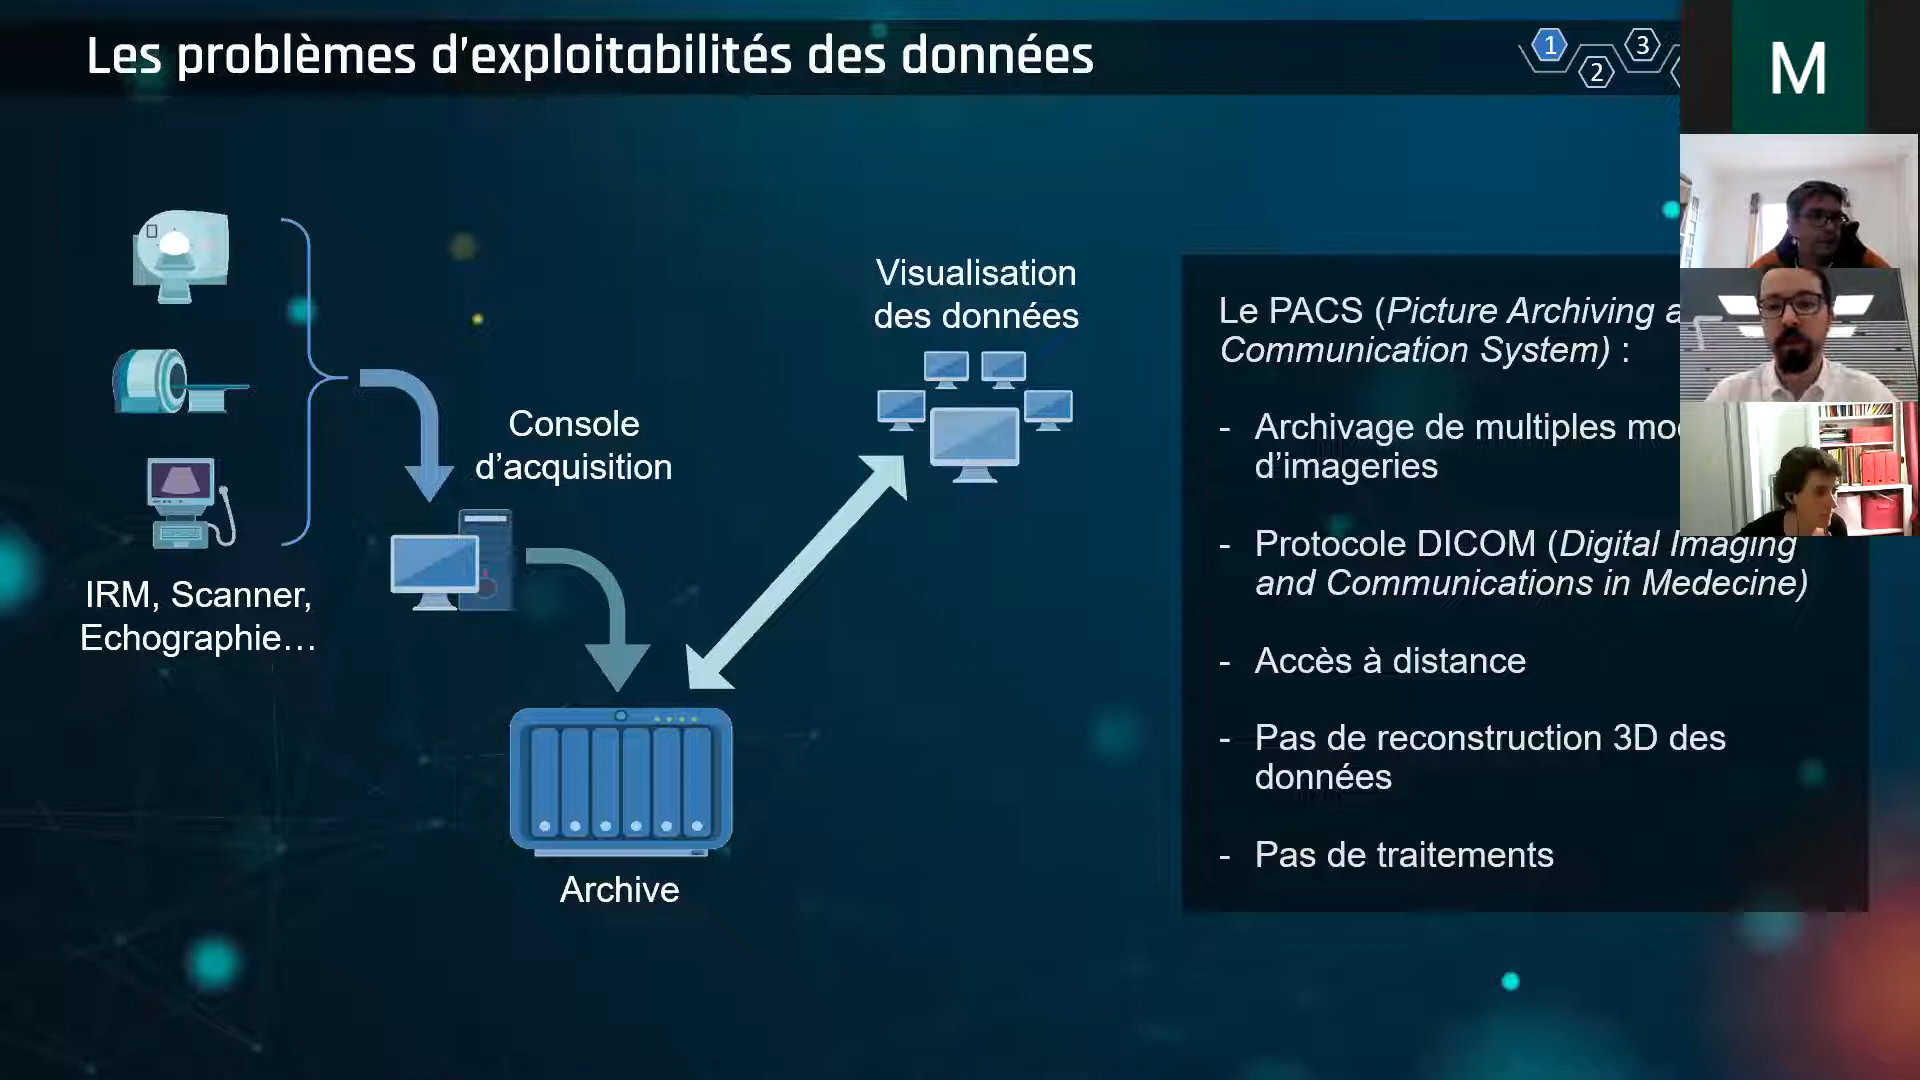 Les problèmes d'exploitabilités des données
1
2
3
M
Visualisation
des données
Console
d'acquisition
IRM, Scanner,
Echographie…
Archive
Le PACS (Picture Archiving
Communication System) :
- Archivage de multiples
d'imageries
- Protocole DICOM (Digital Imaging
and Communications in Medecine)
- Accès à distance
- Pas de reconstruction 3D des
données
- Pas de traitements